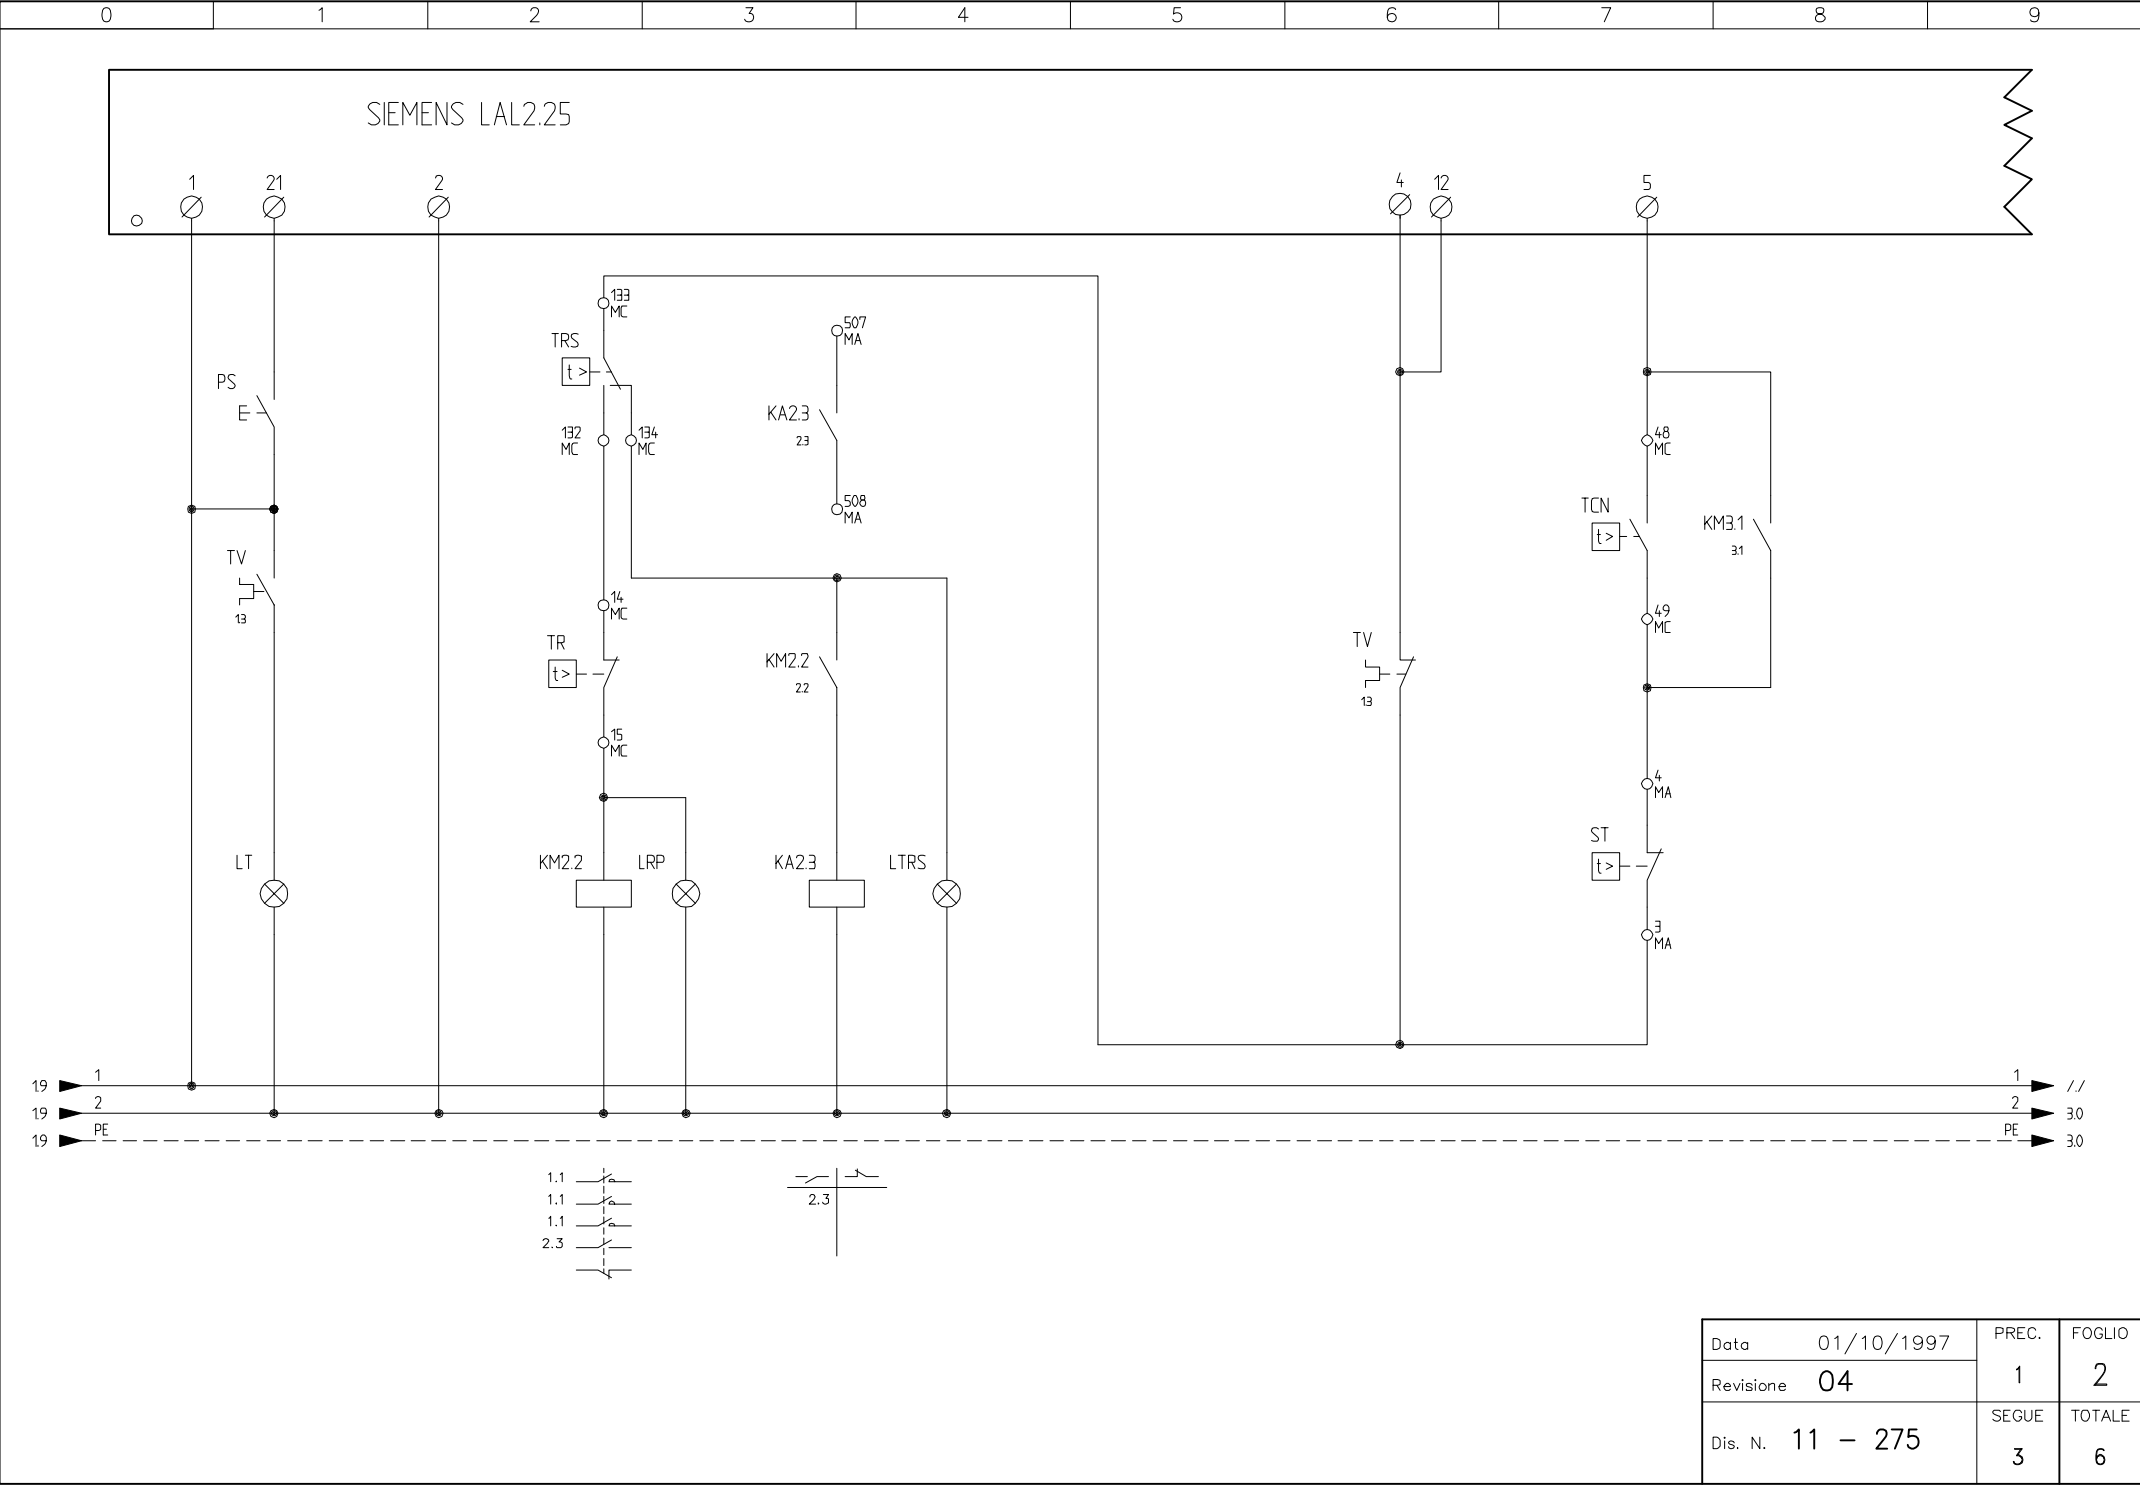 0 1 2 3 4 5 6 7 8 9
SIEMENS LAL2.25
1 21 2 4 12 5
133
MC
507
MA
TRS
t >
PS
KA2.3
2.3
132
MC
134
MC
48
MC
508
MA
TCN
t>
KM3.1
3.1
TV
13
14
MC
49
MC
TR
t>
KM2.2
2.2
TV
13
15
MC
4
MA
ST
t>
LT
KM2.2
LRP
KA2.3
LTRS
3
MA
19 1 1 /./
19 2 2 3.0
19 PE PE 3.0
1.1
1.1
1.1
2.3
2.3
Data 01/10/1997
PREC.
1
FOGLIO
2
Revisione 04
Dis. N. 11 - 275
SEGUE
3
TOTALE
6